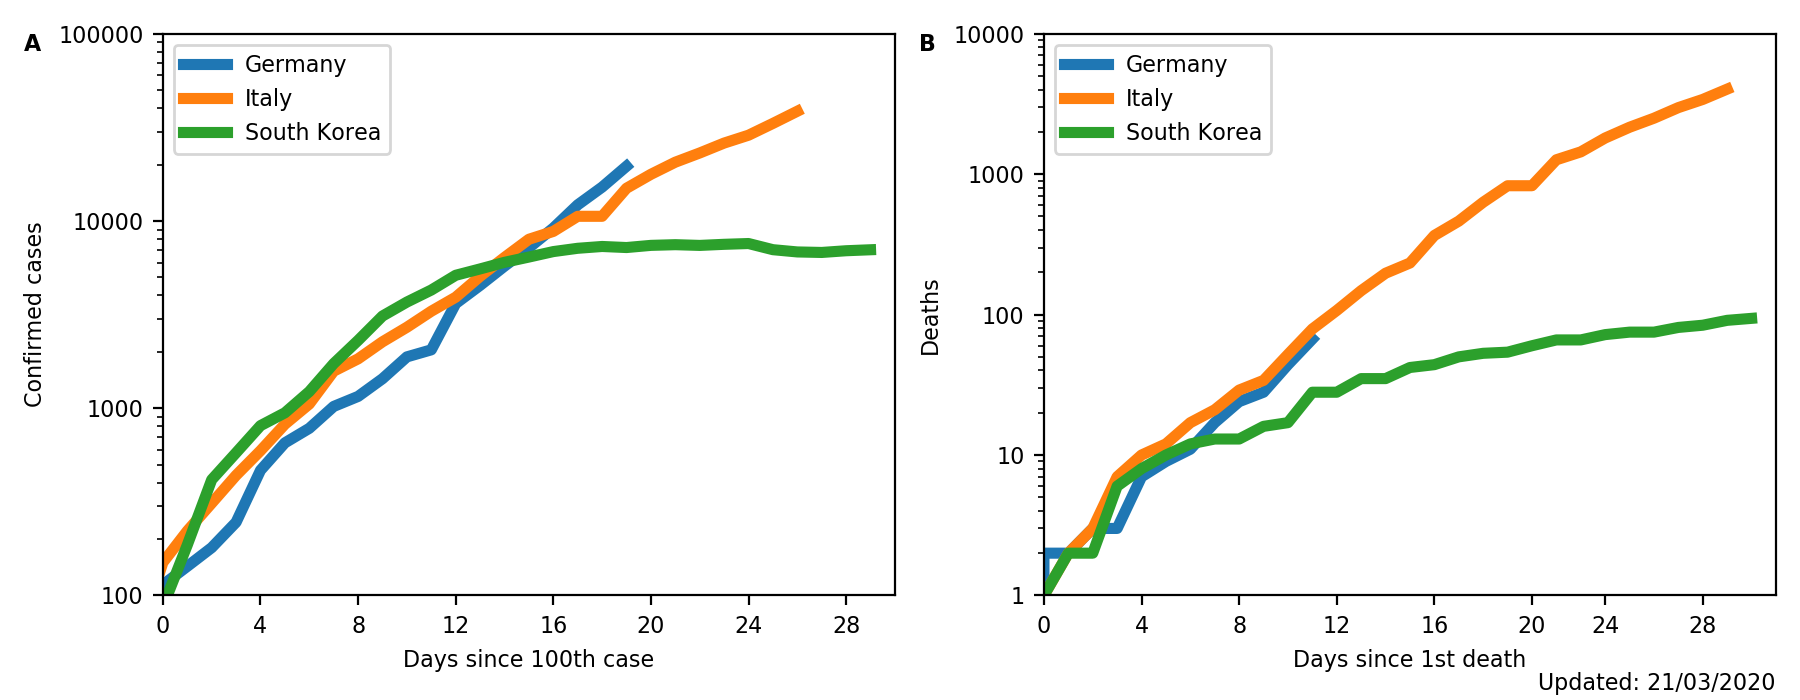 A
100000
10000
1000
100
Confirmed cases
Germany
Italy
South Korea
0 4 8 12 16 20 24 28
Days since 100th case
B
10000
1000
100
10
1
Deaths
Germany
Italy
South Korea
0 4 8 12 16 20 24 28
Days since 1st death
Updated: 21/03/2020